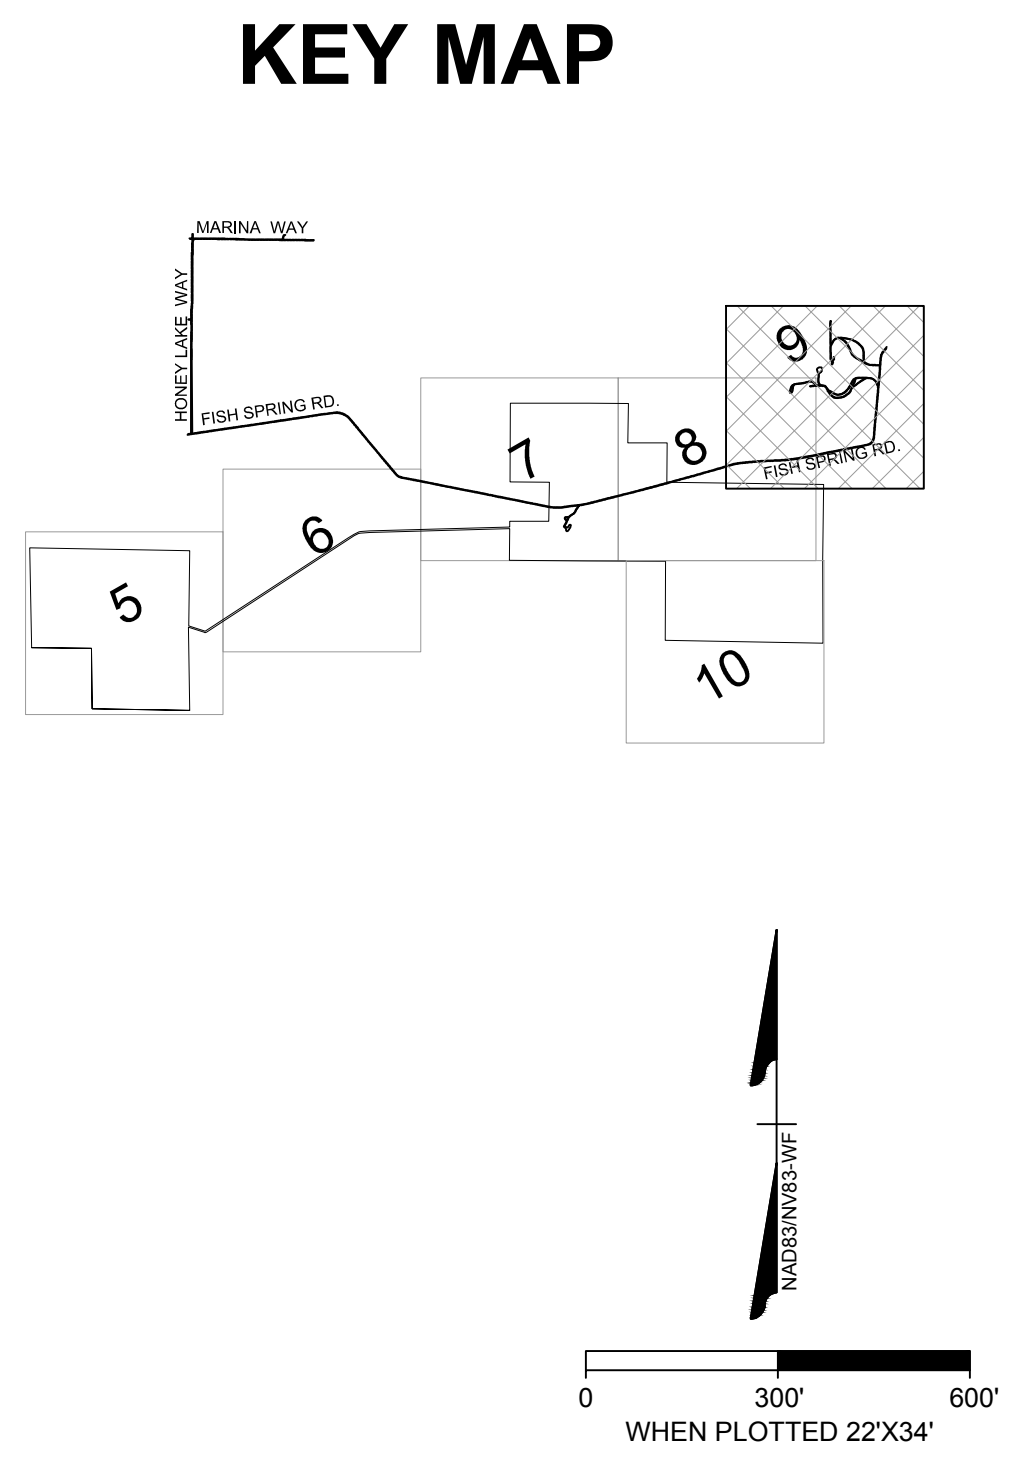 KEY MAP
MARINA WAY
HONEY LAKE WAY
FISH SPRING RD.
9
7
8
FISH SPRING RD.
6
5
10
NAD83/NV83-WF
0 300' 600'
WHEN PLOTTED 22'X34'